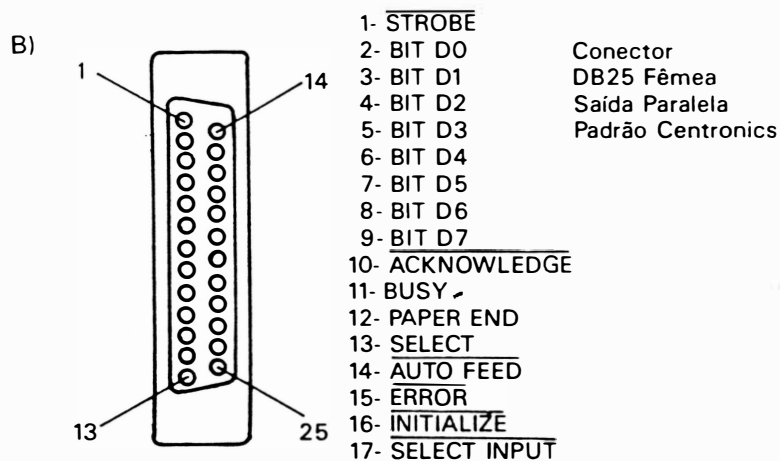 B)
1
14
13
25
1- STROBE
2- BIT D0
3- BIT D1
4- BIT D2
5- BIT D3
6- BIT D4
7- BIT D5
8- BIT D6
9- BIT D7
10- ACKNOWLEDGE
11- BUSY
12- PAPER END
13- SELECT
14- AUTO FEED
15- ERROR
16- INITIALIZE
17- SELECT INPUT
Conector
DB25 Fêmea
Saída Paralela
Padrão Centronics